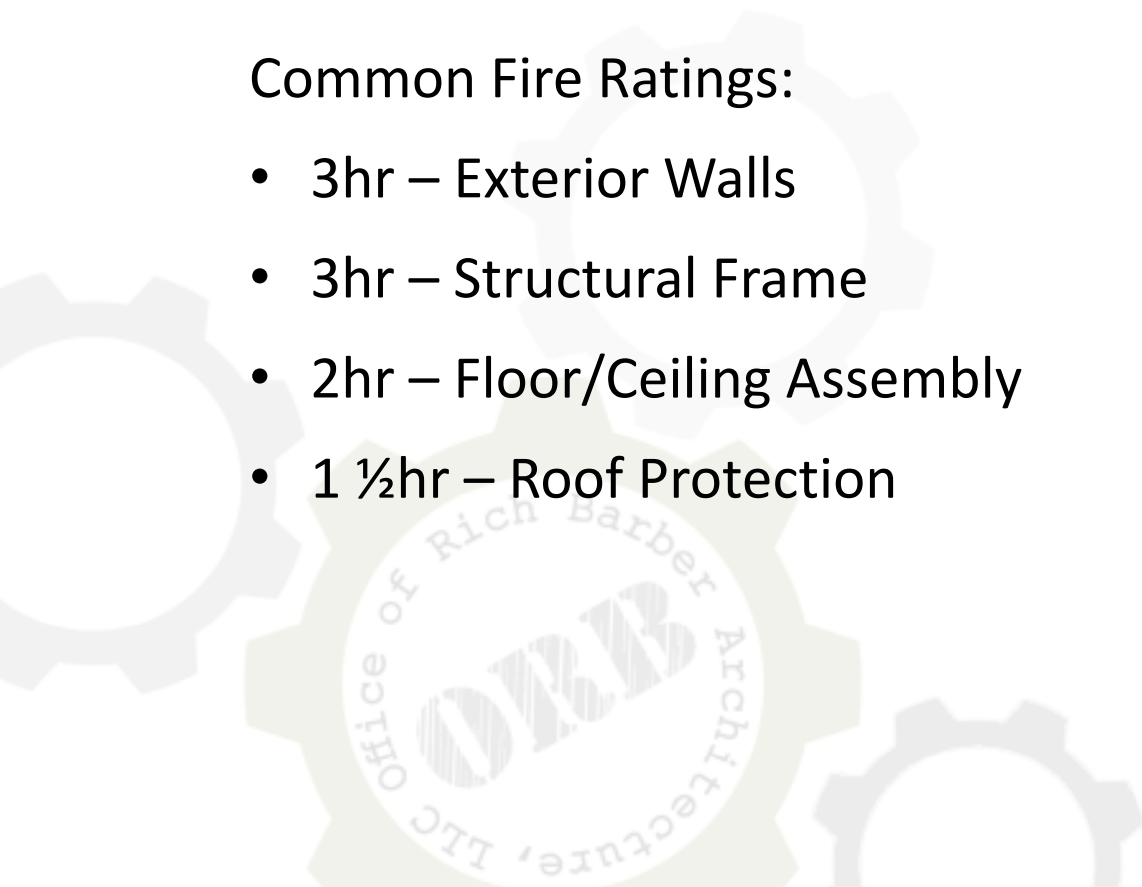 Common Fire Ratings:
• 3hr – Exterior Walls
• 3hr – Structural Frame
• 2hr – Floor/Ceiling Assembly
• 1 ½hr – Roof Protection
Office of Rich Barber Architecture, LLC
ORB